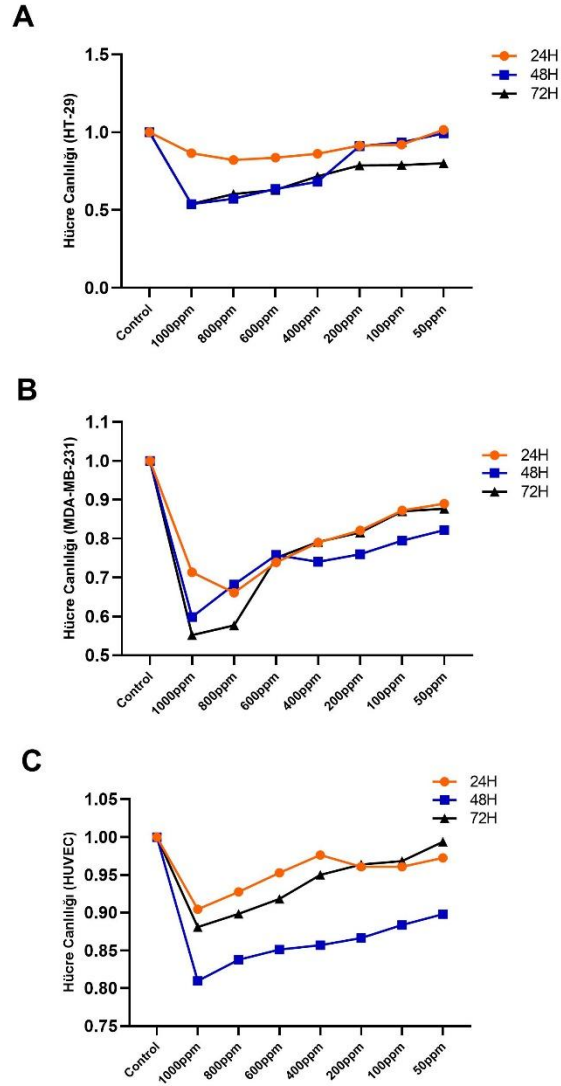 A
Hücre Canlılığı (HT-29)
1.5
1.0
0.5
0.0
Control
1000ppm
800ppm
600ppm
400ppm
200ppm
100ppm
50ppm
24H
48H
72H
B
Hücre Canlılığı (MDA-MB-231)
1.1
1.0
0.9
0.8
0.7
0.6
0.5
Control
1000ppm
800ppm
600ppm
400ppm
200ppm
100ppm
50ppm
24H
48H
72H
C
Hücre Canlılığı (HUVEC)
1.05
1.00
0.95
0.90
0.85
0.80
0.75
Control
1000ppm
800ppm
600ppm
400ppm
200ppm
100ppm
50ppm
24H
48H
72H